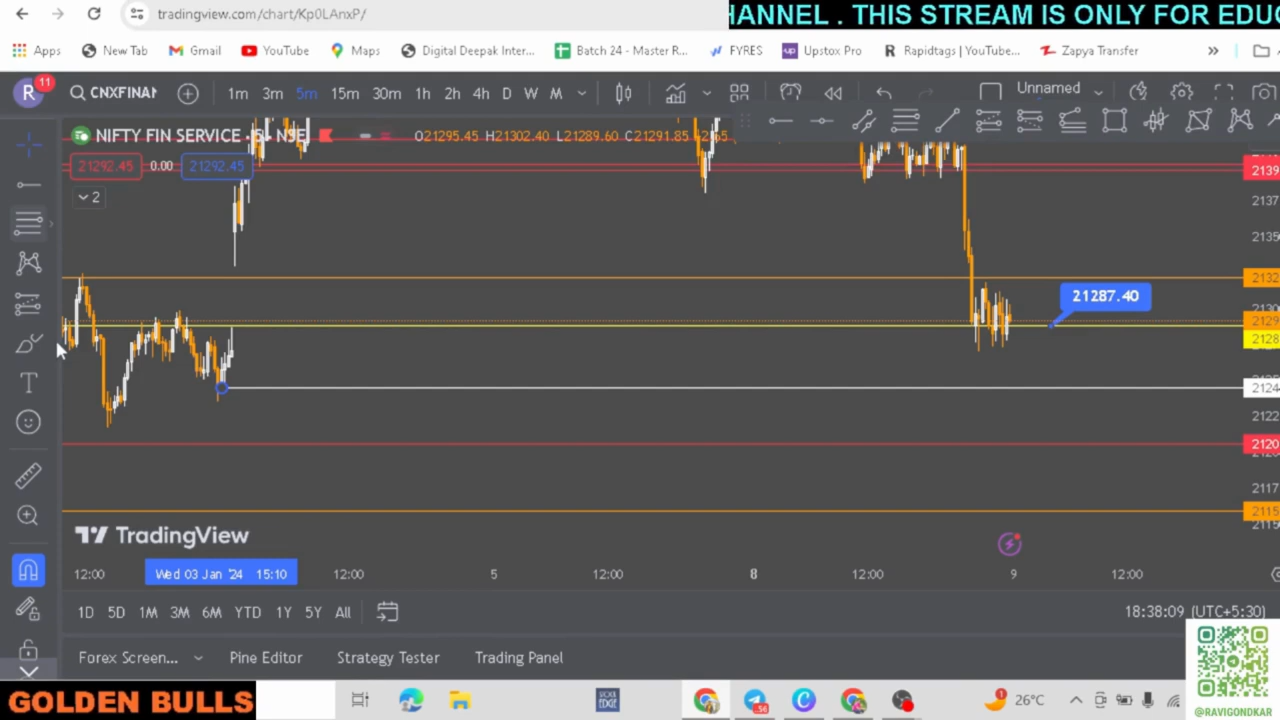 tradingview.com/chart/Kp0LAnxP/
HANNEL . THIS STREAM IS ONLY FOR EDU
Apps New Tab Gmail YouTube Maps Digital Deepak Inter... Batch 24 - Master R... FYRES Upstox Pro Rapidtags | YouTube... Zapya Transfer
R 11 CNXFINAN 1m 3m 5m 15m 30m 1h 2h 4h D W M Unnamed
NIFTY FIN SERVICE · 5 · NSE O21295.45 H21302.40 L21289.60 C21291.85
21292.45 0.00 21292.45
2
2139
2137
2135
2132
21287.40
2130
2129
2128
2124
2122
2120
2117
2115
TradingView
12:00 Wed 03 Jan '24 15:10 12:00 5 12:00 8 12:00 9 12:00
1D 5D 1M 3M 6M YTD 1Y 5Y All 18:38:09 (UTC+5:30)
Forex Screen... Pine Editor Strategy Tester Trading Panel
GOLDEN BULLS
26°C
@RAVIGONDKAR